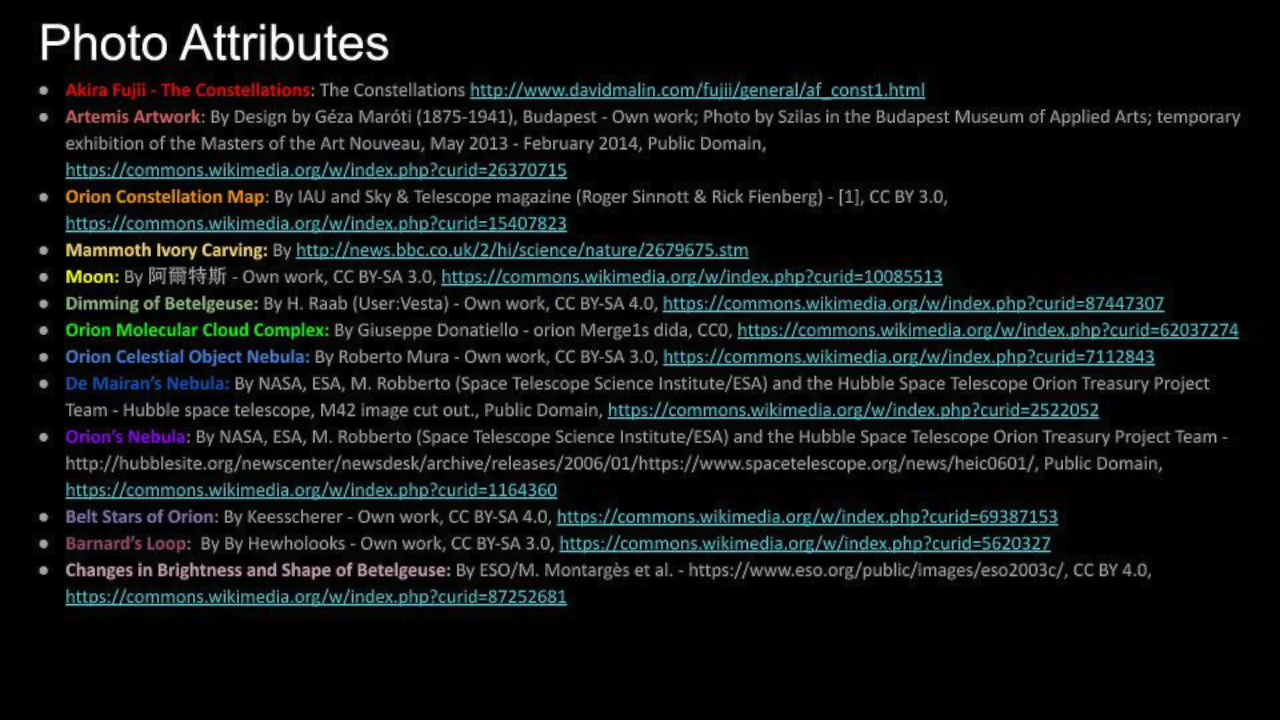 Photo Attributes
● Akira Fujii - The Constellations: The Constellations http://www.davidmalin.com/fujii/general/af_const1.html
● Artemis Artwork: By Design by Géza Maróti (1875-1941), Budapest - Own work; Photo by Szilas in the Budapest Museum of Applied Arts; temporary
exhibition of the Masters of the Art Nouveau, May 2013 - February 2014, Public Domain,
https://commons.wikimedia.org/w/index.php?curid=26370715
● Orion Constellation Map: By IAU and Sky & Telescope magazine (Roger Sinnott & Rick Fienberg) - [1], CC BY 3.0,
https://commons.wikimedia.org/w/index.php?curid=15407823
● Mammoth Ivory Carving: By http://news.bbc.co.uk/2/hi/science/nature/2679675.stm
● Moon: By 阿爾特斯 - Own work, CC BY-SA 3.0, https://commons.wikimedia.org/w/index.php?curid=10085513
● Dimming of Betelgeuse: By H. Raab (User:Vesta) - Own work, CC BY-SA 4.0, https://commons.wikimedia.org/w/index.php?curid=87447307
● Orion Molecular Cloud Complex: By Giuseppe Donatiello - orion Merge1s dida, CC0, https://commons.wikimedia.org/w/index.php?curid=62037274
● Orion Celestial Object Nebula: By Roberto Mura - Own work, CC BY-SA 3.0, https://commons.wikimedia.org/w/index.php?curid=7112843
● De Mairan's Nebula: By NASA, ESA, M. Robberto (Space Telescope Science Institute/ESA) and the Hubble Space Telescope Orion Treasury Project
Team - Hubble space telescope, M42 image cut out., Public Domain, https://commons.wikimedia.org/w/index.php?curid=2522052
● Orion's Nebula: By NASA, ESA, M. Robberto (Space Telescope Science Institute/ESA) and the Hubble Space Telescope Orion Treasury Project Team -
http://hubblesite.org/newscenter/newsdesk/archive/releases/2006/01/https://www.spacetelescope.org/news/heic0601/, Public Domain,
https://commons.wikimedia.org/w/index.php?curid=1164360
● Belt Stars of Orion: By Keesscherer - Own work, CC BY-SA 4.0, https://commons.wikimedia.org/w/index.php?curid=69387153
● Barnard's Loop: By By Hewholooks - Own work, CC BY-SA 3.0, https://commons.wikimedia.org/w/index.php?curid=5620327
● Changes in Brightness and Shape of Betelgeuse: By ESO/M. Montargès et al. - https://www.eso.org/public/images/eso2003c/, CC BY 4.0,
https://commons.wikimedia.org/w/index.php?curid=87252681